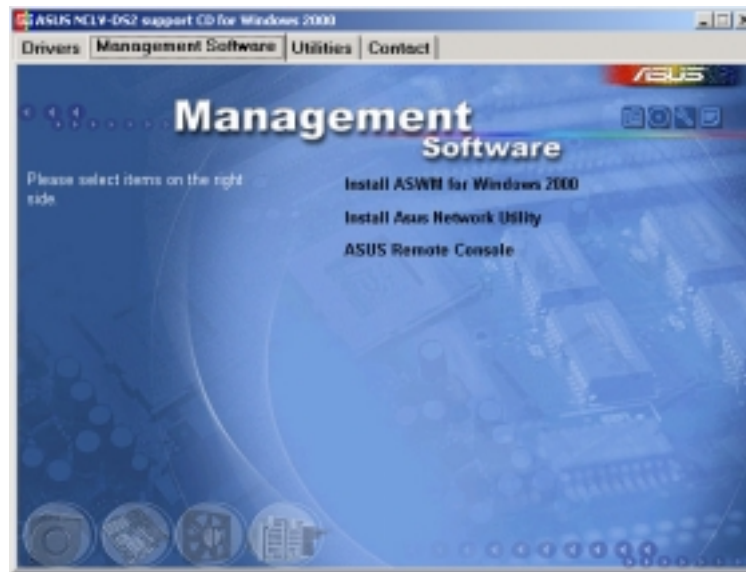 ASUS NCLV-DS2 support CD for Windows 2000
Drivers Management Software Utilities Contact
ASUS
Management
Software
Please select items on the right
side.
Install ASWM for Windows 2000
Install Asus Network Utility
ASUS Remote Console